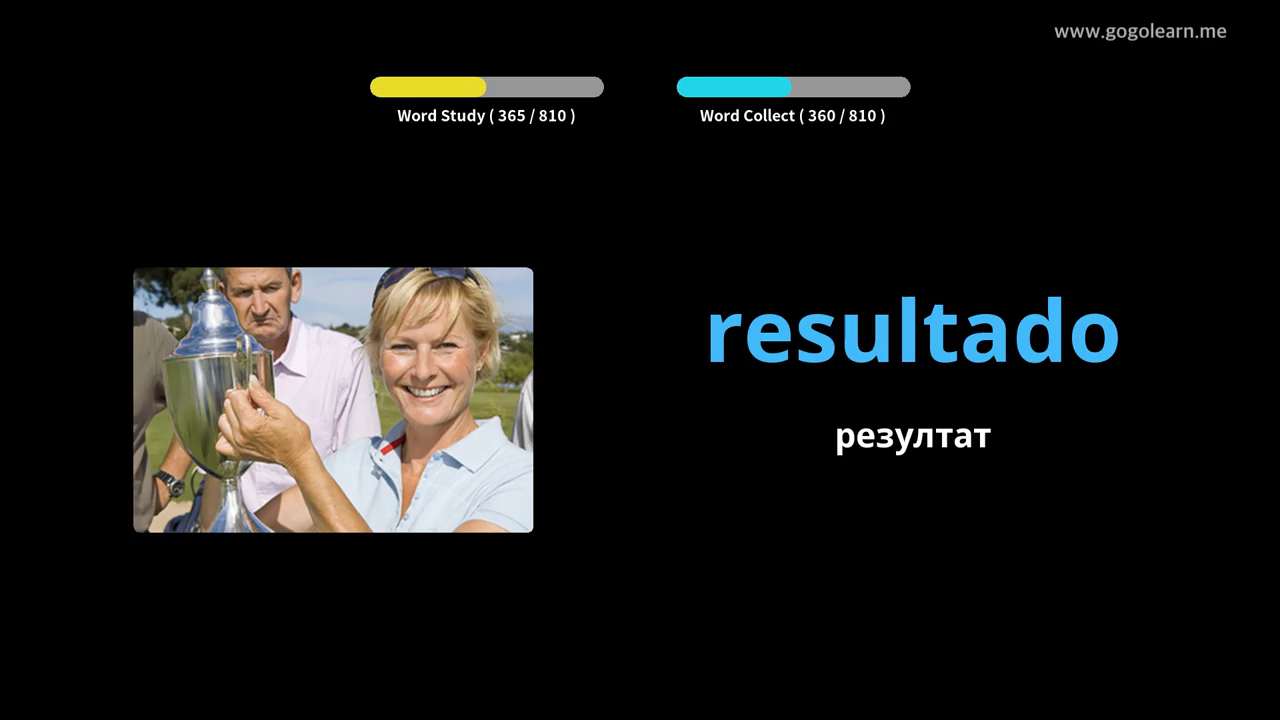 www.gogolearn.me
Word Study ( 365 / 810 )
Word Collect ( 360 / 810 )
resultado
резултат